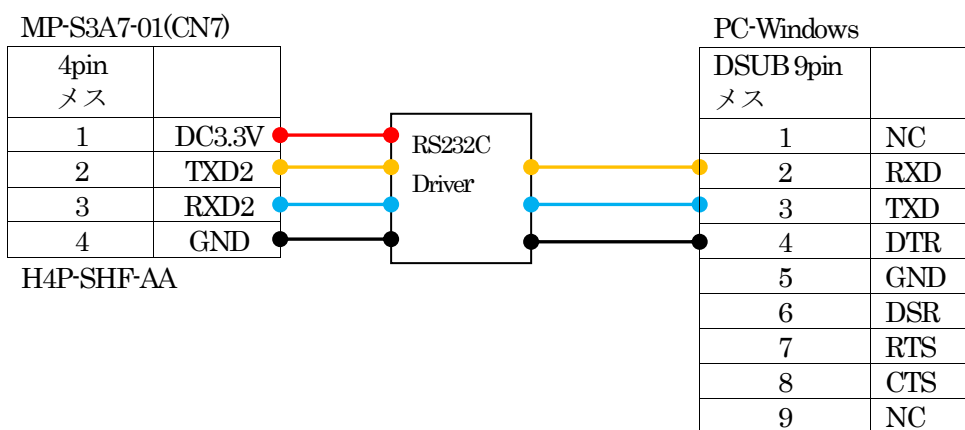 MP-S3A7-01(CN7)
4pin
メス
1 DC3.3V
2 TXD2
3 RXD2
4 GND
H4P-SHF-AA
RS232C
Driver
PC-Windows
DSUB 9pin
メス
1 NC
2 RXD
3 TXD
4 DTR
5 GND
6 DSR
7 RTS
8 CTS
9 NC